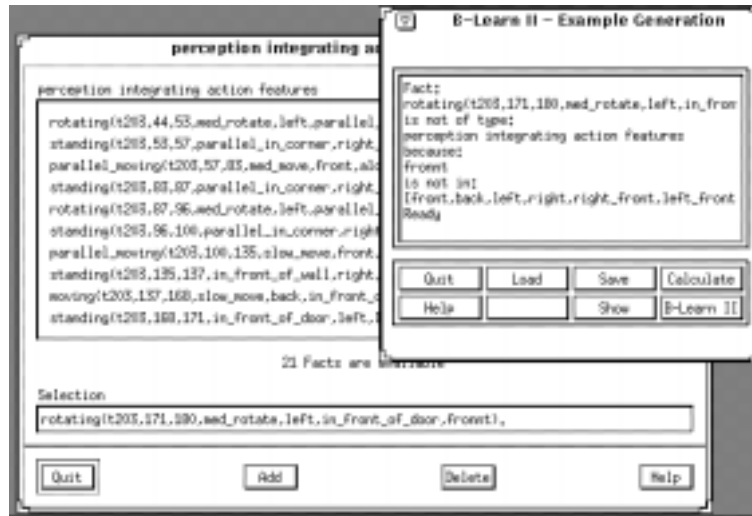 perception integrating a
perception integrating action features
rotating(t203,44,53,med_rotate,left,parallel,
standing(t203,53,57,parallel_in_corner,right,
parallel_moving(t203,57,83,med_move,front,alo
standing(t203,83,87,parallel_in_corner,right,
rotating(t203,87,96,med_rotate,left,parallel,
standing(t203,96,100,parallel_in_corner,right
parallel_moving(t203,100,135,slow_move,front,
standing(t203,135,137,in_front_of_wall,right,
moving(t203,137,168,slow_move,back,in_front_o
standing(t203,168,171,in_front_of_door,left,
21 Facts are available
Selection
rotating(t203,171,180,med_rotate,left,in_front_of_door,fronnt).
Quit
Add
Delete
Help
B-Learn II - Example Generation
Fact:
rotating(t203,171,180,med_rotate,left,in_fron
is not of type:
perception integrating action features
because:
fronnt
is not in:
[front,back,left,right,right_front,left_front
Ready
Quit
Load
Save
Calculate
Help
Show
B-Learn II